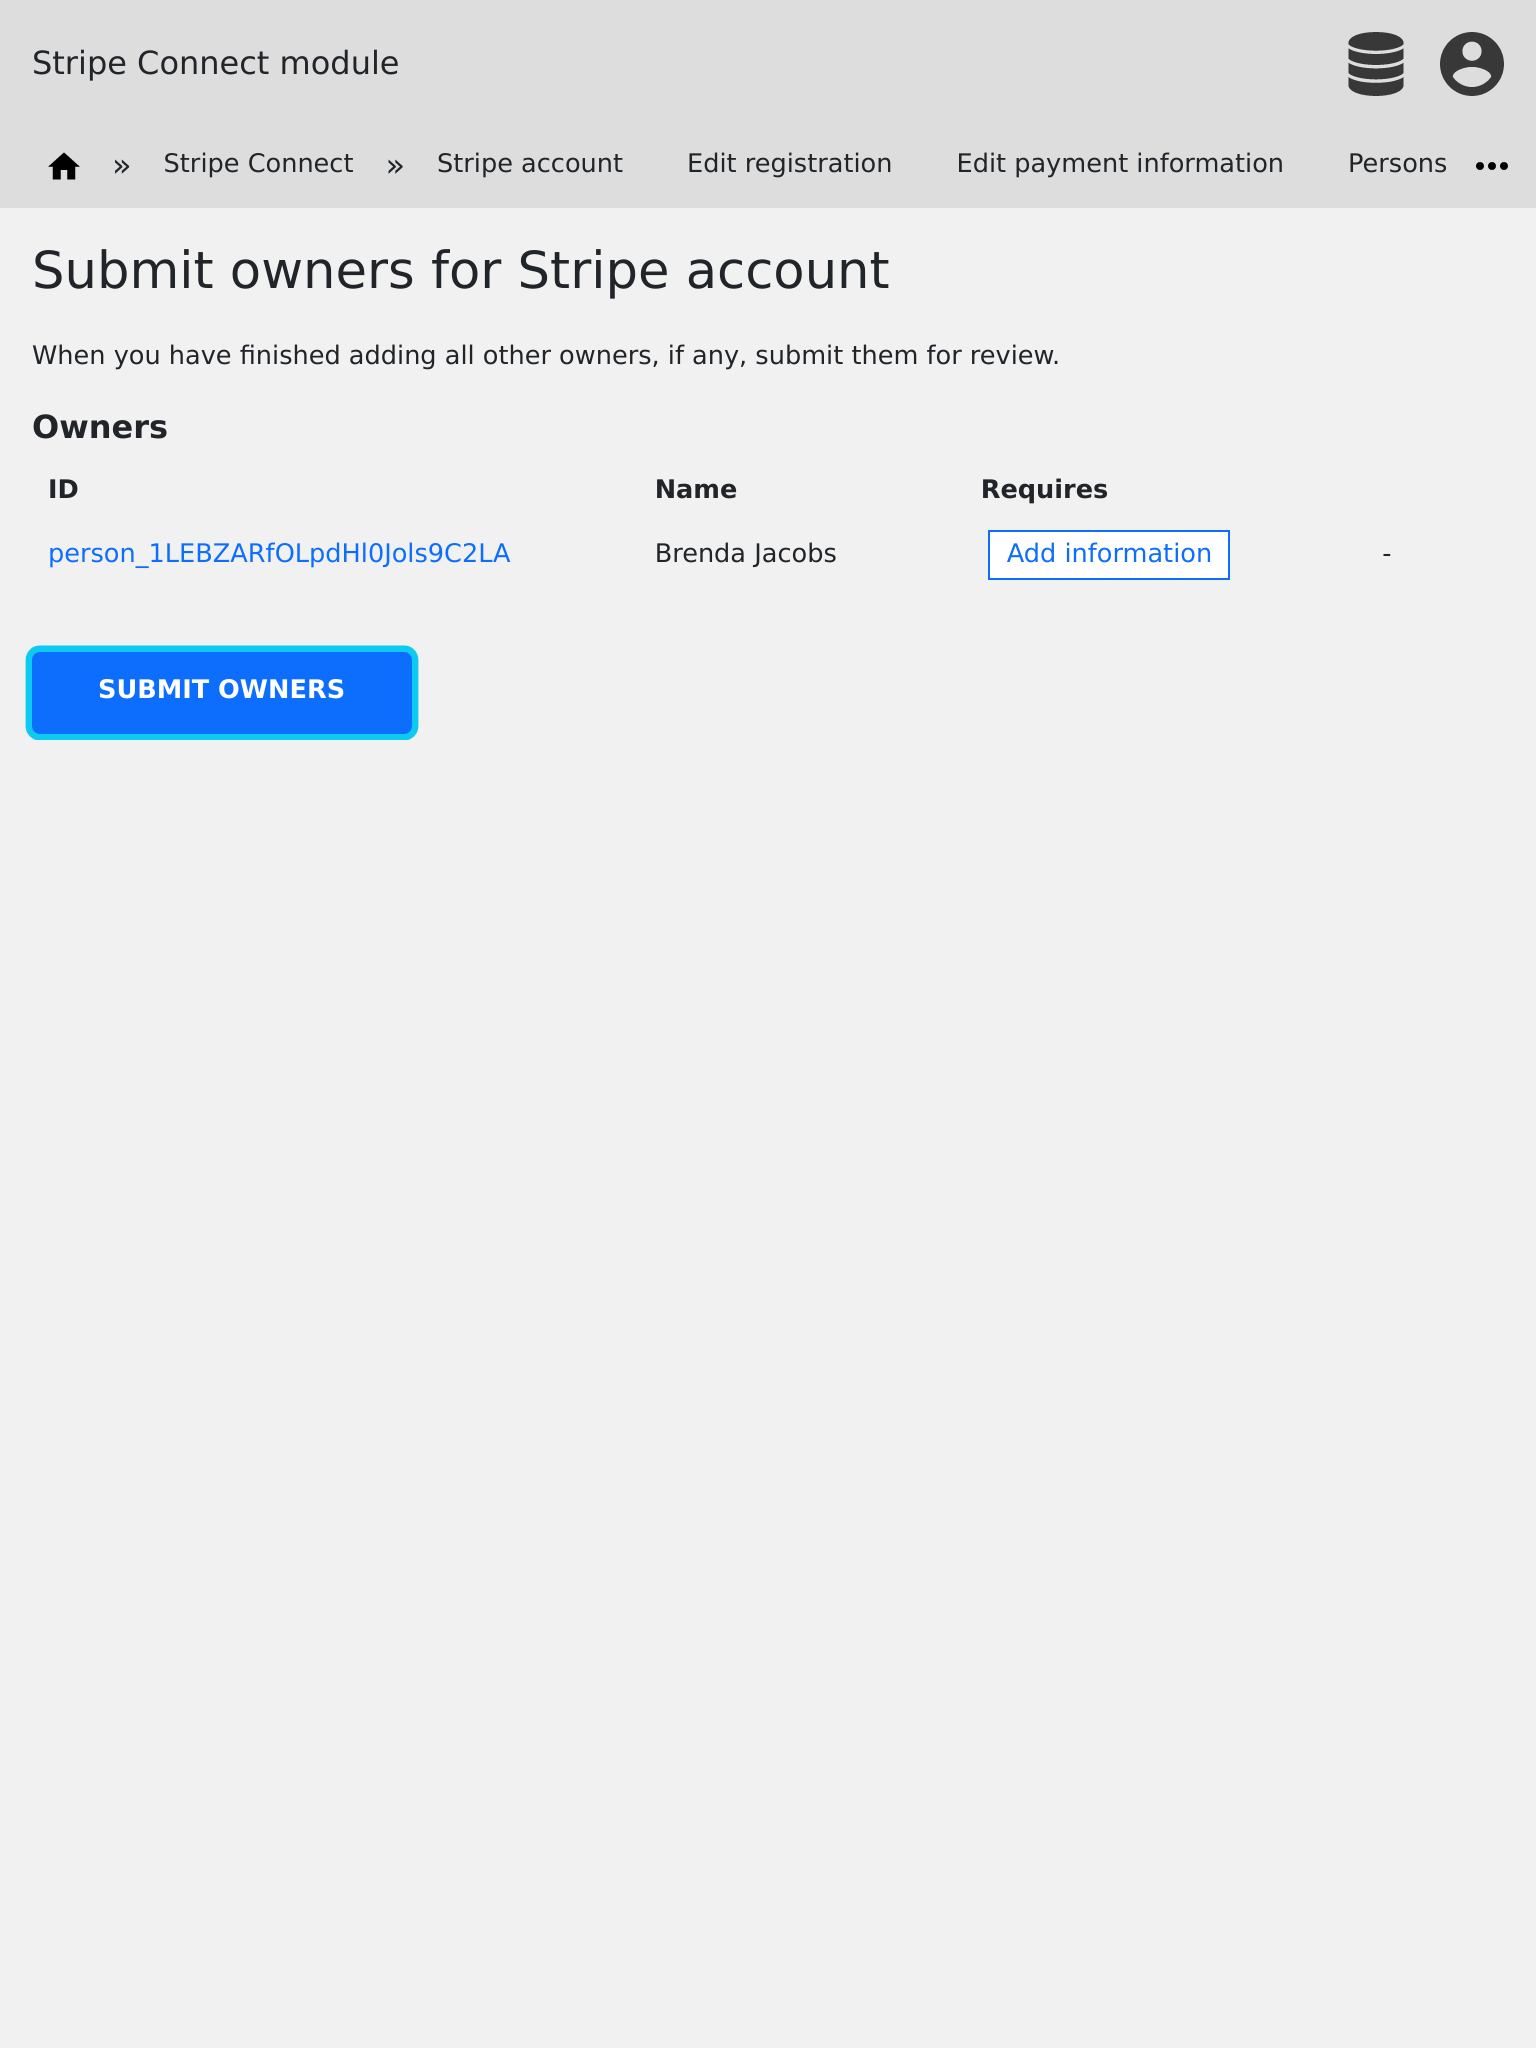 Stripe Connect module
» Stripe Connect » Stripe account Edit registration Edit payment information Persons •••
Submit owners for Stripe account
When you have finished adding all other owners, if any, submit them for review.
Owners
ID Name Requires
person_1LEBZARfOLpdHl0Jols9C2LA Brenda Jacobs Add information -
SUBMIT OWNERS